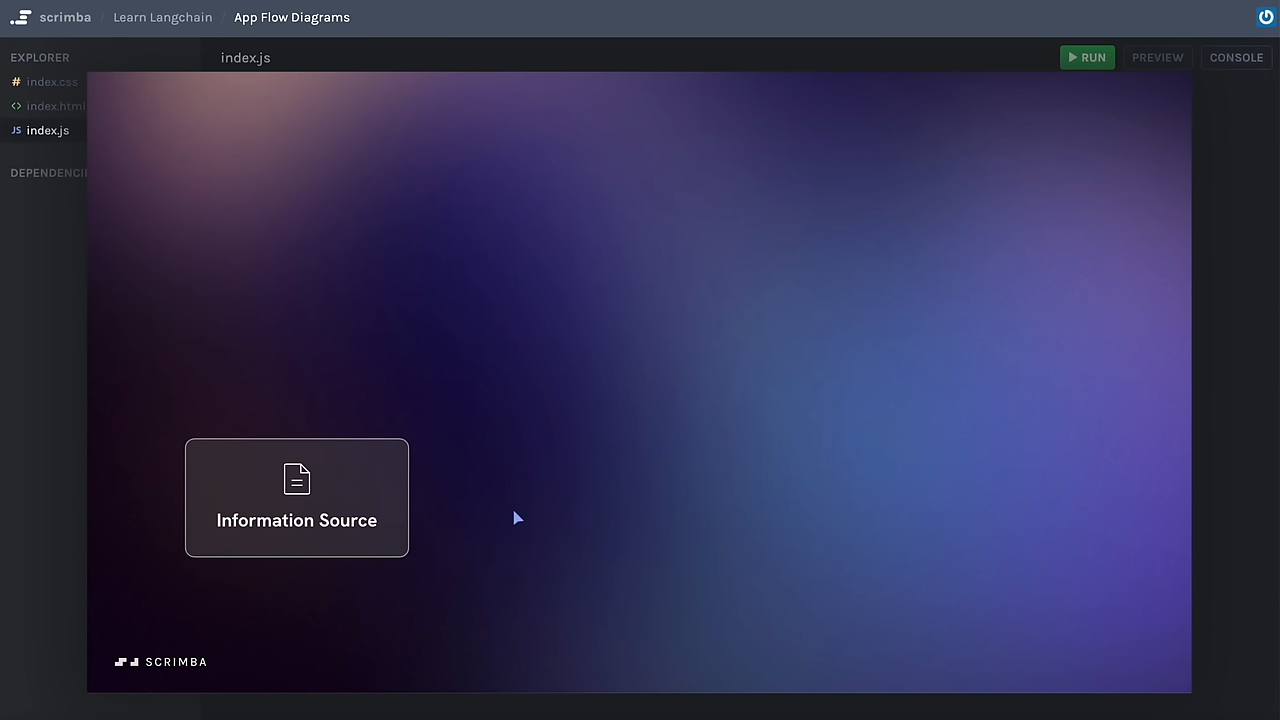 scrimba / Learn Langchain / App Flow Diagrams
EXPLORER
index.js
RUN
PREVIEW
CONSOLE
# index.css
<> index.html
JS index.js
DEPENDENCI
Information Source
SCRIMBA